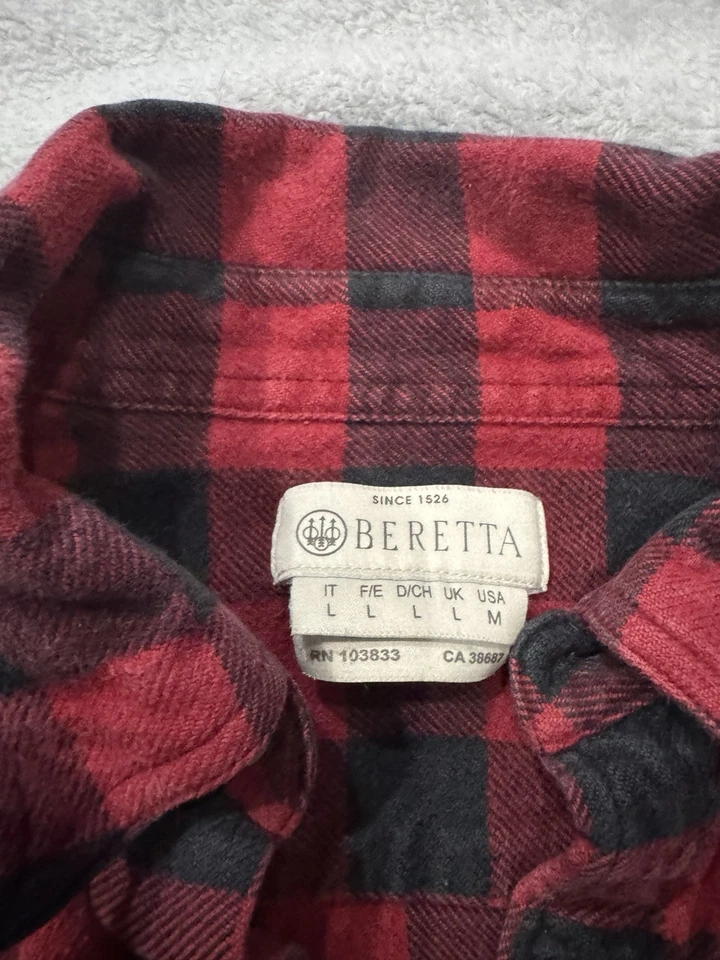 SINCE 1526
BERETTA
IT F/E D/CH UK USA
L L L L M
RN 103833 CA 38687